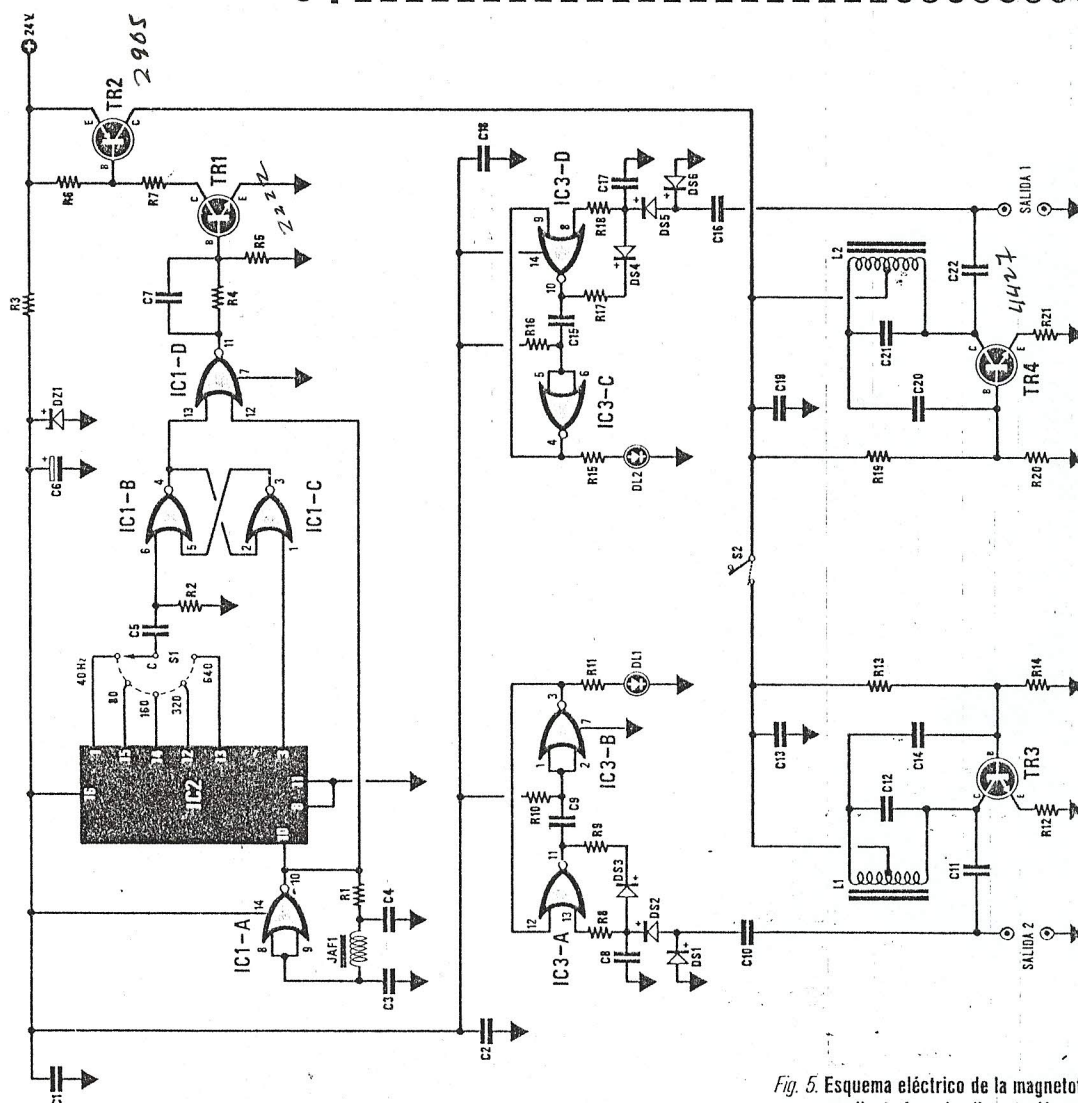 24V
R3
C1
C6
DZ1
R6
TR2
2905
E
C
B
R7
TR1
2222
C
E
B
C7
R4
R5
IC1-D
11
7
13
12
IC1-B
4
6
5
IC1-C
3
2
1
C5
R2
40Hz
80
160
320
640
C
S1
IC2
16
15
12
13
3
10
11
IC1-A
10
14
8
9
R1
JAF1
C3
C4
C2
C18
IC3-D
9
8
14
10
R18
C17
DS6
DS5
DS4
R17
C16
R16
C15
5
6
IC3-C
4
R15
DL2
IC3-B
3
7
1
2
R11
DL1
R10
C9
11
R9
DS3
12
13
IC3-A
R8
C8
DS2
DS1
C10
S2
C19
L2
C21
C20
C22
SALIDA 1
4427
C
B
E
TR4
R21
R19
R20
R13
R14
C13
C14
C12
L1
C11
C
B
E
TR3
R12
SALIDA 2
Fig. 5. Esquema eléctrico de la magneto